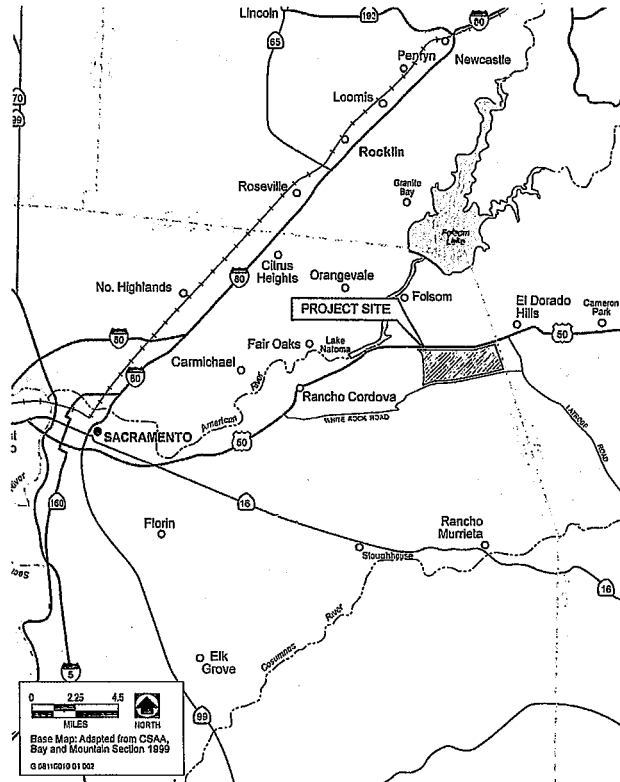 Lincoln
193
80
65
Penryn
Newcastle
70
99
Loomis
Rocklin
Roseville
Granite
Bay
Folsom
Lake
Citrus
Heights
Orangevale
80
No. Highlands
Folsom
PROJECT SITE
El Dorado
Hills
Cameron
Park
50
Fair Oaks
Lake
Natoma
80
Carmichael
80
River
American
Rancho Cordova
WHITE ROCK ROAD
LATROBE
ROAD
SACRAMENTO
50
River
160
16
Florin
Rancho
Murrieta
Sloughhouse
16
River
Cosumnes
Elk
Grove
5
99
0 2.25 4.5
MILES
NORTH
Base Map: Adapted from CSAA,
Bay and Mountain Section 1999